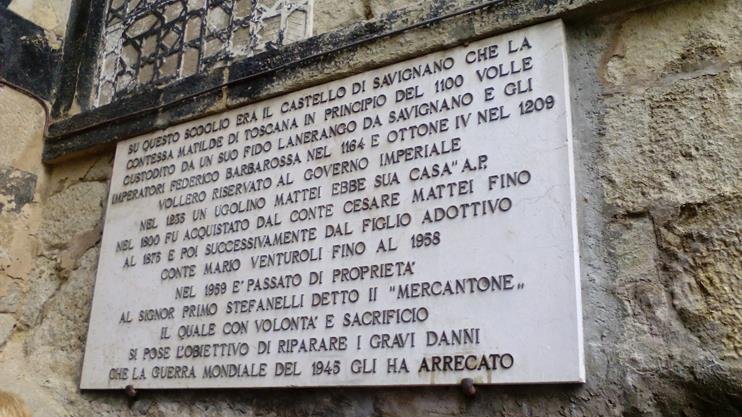 SU QUESTO SCOGLIO ERA IL CASTELLO DI SAVIGNANO CHE LA
CONTESSA MATILDE DI TOSCANA IN PRINCIPIO DEL 1100 VOLLE
CUSTODITO DA UN SUO FIDO LANERANGO DA SAVIGNANO E GLI
IMPERATORI FEDERICO BARBAROSSA NEL 1164 E OTTONE IV NEL 1209
VOLLERO RISERVATO AL GOVERNO IMPERIALE
NEL 1235 UN UGOLINO MATTEI EBBE SUA CASA" A.P.
NEL 1800 FU ACQUISTATO DAL CONTE CESARE MATTEI FINO
AL 1875 E POI SUCCESSIVAMENTE DAL FIGLIO ADOTTIVO
CONTE MARIO VENTUROLI FINO AL 1958
NEL 1959 E' PASSATO DI PROPRIETA'
AL SIGNOR PRIMO STEFANELLI DETTO Il "MERCANTONE„
IL QUALE CON VOLONTA' E SACRIFICIO
SI POSE L'OBIETTIVO DI RIPARARE I GRAVI DANNI
CHE LA GUERRA MONDIALE DEL 1945 GLI HA ARRECATO